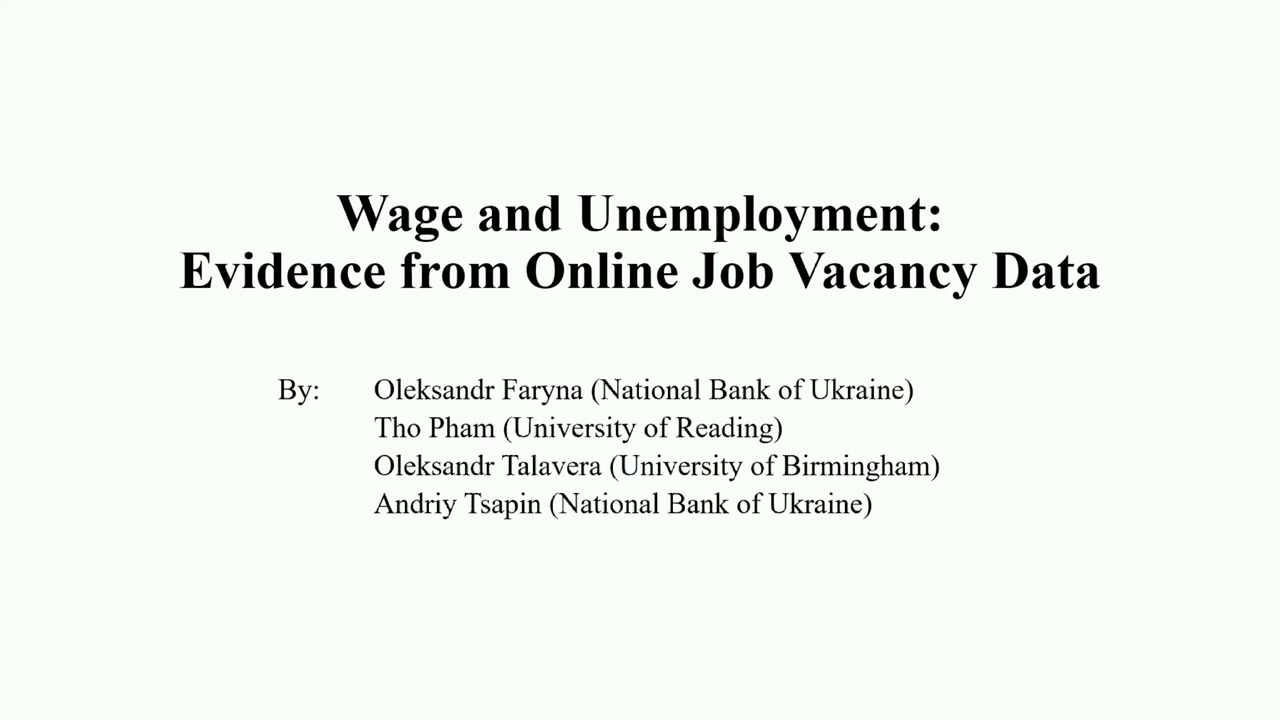 Wage and Unemployment:
Evidence from Online Job Vacancy Data
By: Oleksandr Faryna (National Bank of Ukraine)
Tho Pham (University of Reading)
Oleksandr Talavera (University of Birmingham)
Andriy Tsapin (National Bank of Ukraine)